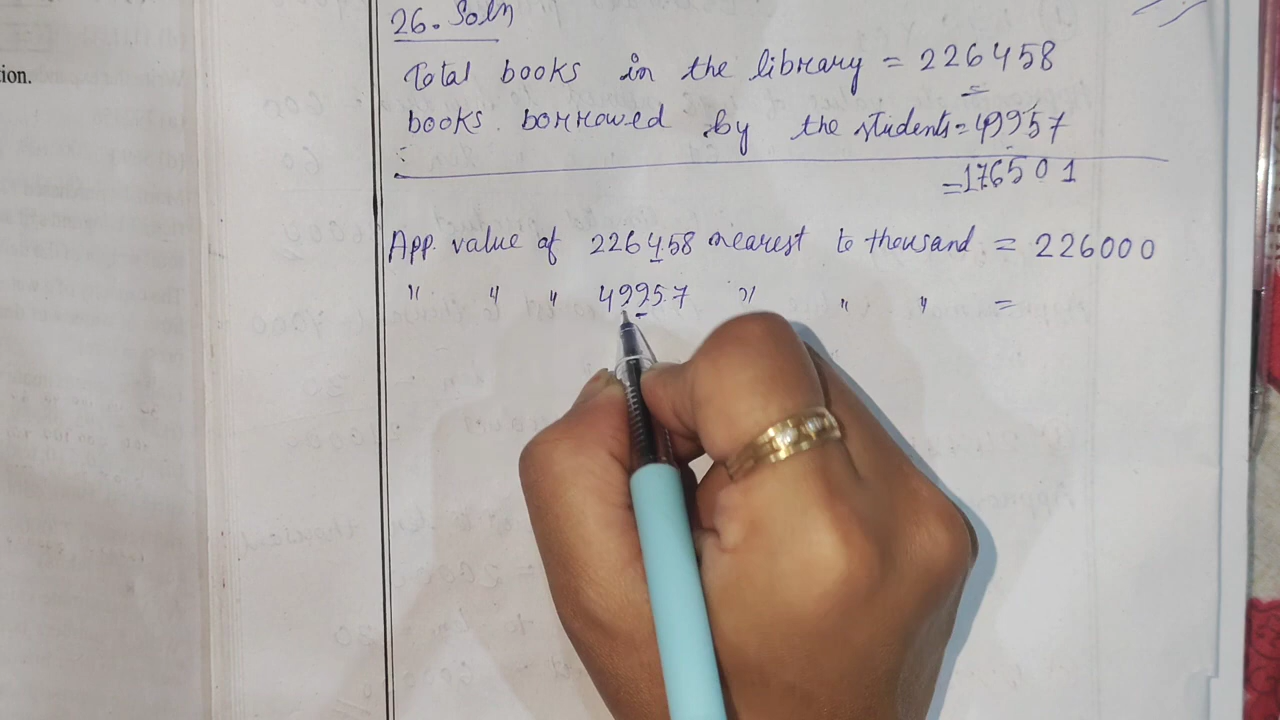 tion.
26. Soln
Total books in the library = 226458
books borrowed by the students = 49957
= 176501
App. value of 226458 nearest to thousand = 226000
" " " 49957 " " " =